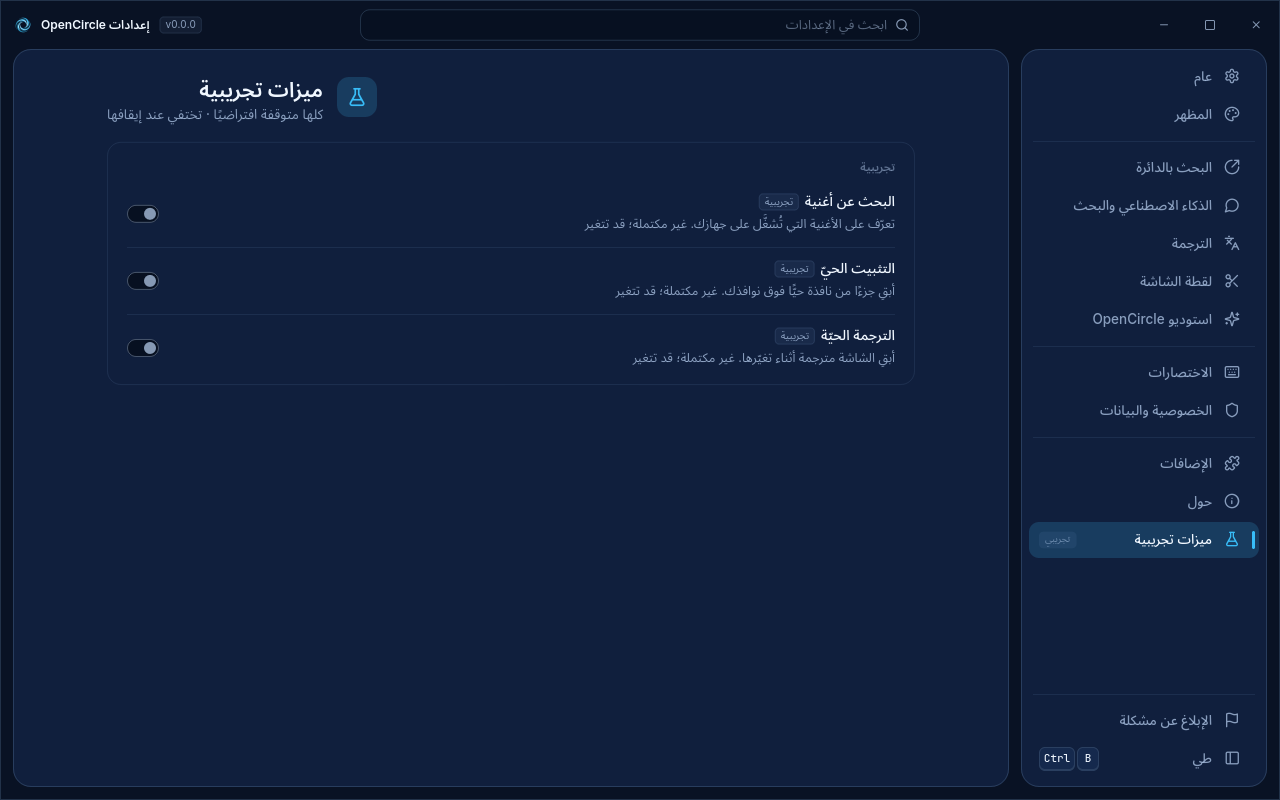 إعدادات OpenCircle
v0.0.0
ابحث في الإعدادات
عام
المظهر
البحث بالدائرة
الذكاء الاصطناعي والبحث
الترجمة
لقطة الشاشة
استوديو OpenCircle
الاختصارات
الخصوصية والبيانات
الإضافات
حول
ميزات تجريبية تجريبي
الإبلاغ عن مشكلة
طي Ctrl B
ميزات تجريبية
كلها متوقفة افتراضيًا · تختفي عند إيقافها
تجريبية
البحث عن أغنية تجريبية
تعرّف على الأغنية التي تُشغَّل على جهازك. غير مكتملة؛ قد تتغير
التثبيت الحيّ تجريبية
أبقِ جزءًا من نافذة حيًّا فوق نوافذك. غير مكتملة؛ قد تتغير
الترجمة الحيّة تجريبية
أبقِ الشاشة مترجمة أثناء تغيّرها. غير مكتملة؛ قد تتغير